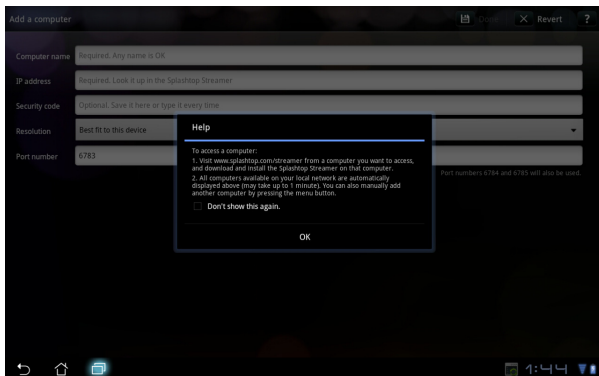 Add a computer
Done
Revert
?
Computer name
Required. Any name is OK
IP address
Required. Look it up in the Splashtop Streamer
Security code
Optional. Save it here or type it every time
Resolution
Best fit to this device
Port number
6783
Port numbers 6784 and 6785 will also be used.
Help
To access a computer:
1. Visit www.splashtop.com/streamer from a computer you want to access,
and download and install the Splashtop Streamer on that computer.
2. All computers available on your local network are automatically
displayed above (may take up to 1 minute). You can also manually add
another computer by pressing the menu button.
Don't show this again.
OK
1:44